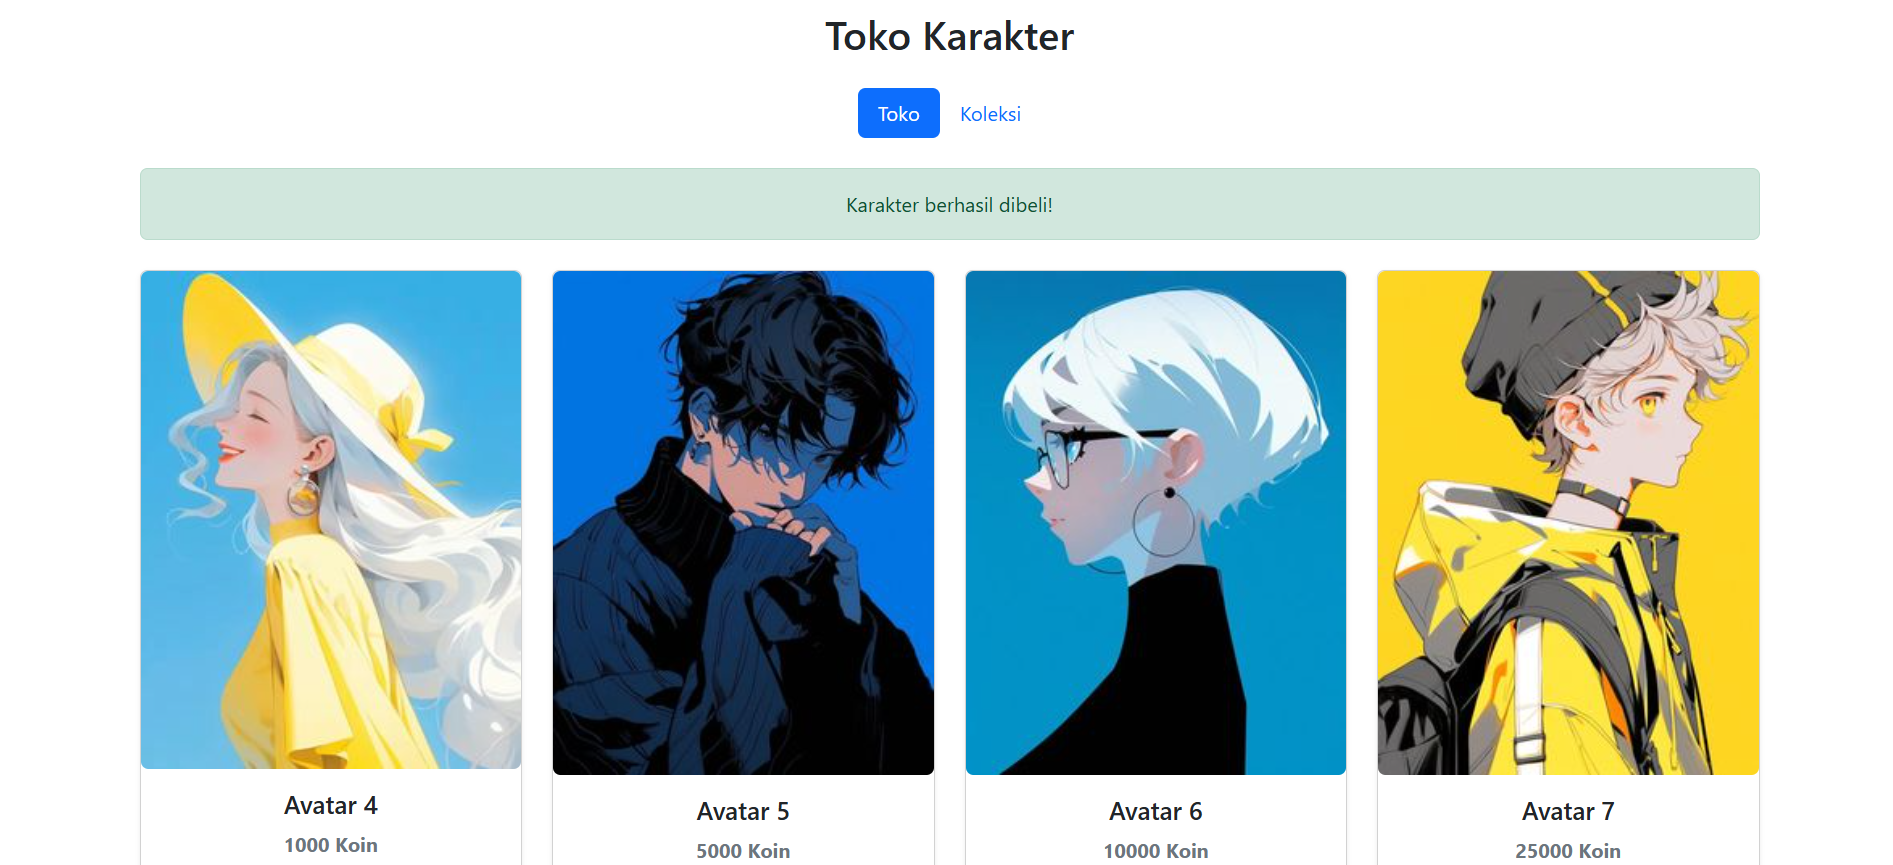 Toko Karakter
Toko Koleksi
Karakter berhasil dibeli!
Avatar 4
1000 Koin
Avatar 5
5000 Koin
Avatar 6
10000 Koin
Avatar 7
25000 Koin